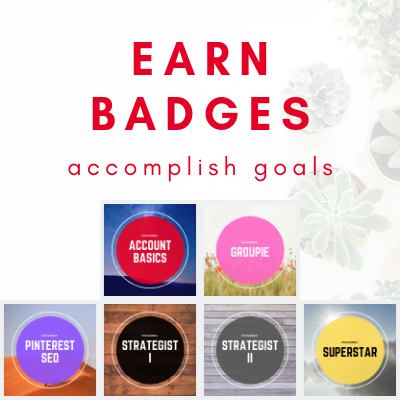 EARN
BADGES
accomplish goals
ACCOUNT
BASICS
GROUPIE
PINTEREST
SEO
STRATEGIST
I
STRATEGIST
II
SUPERSTAR